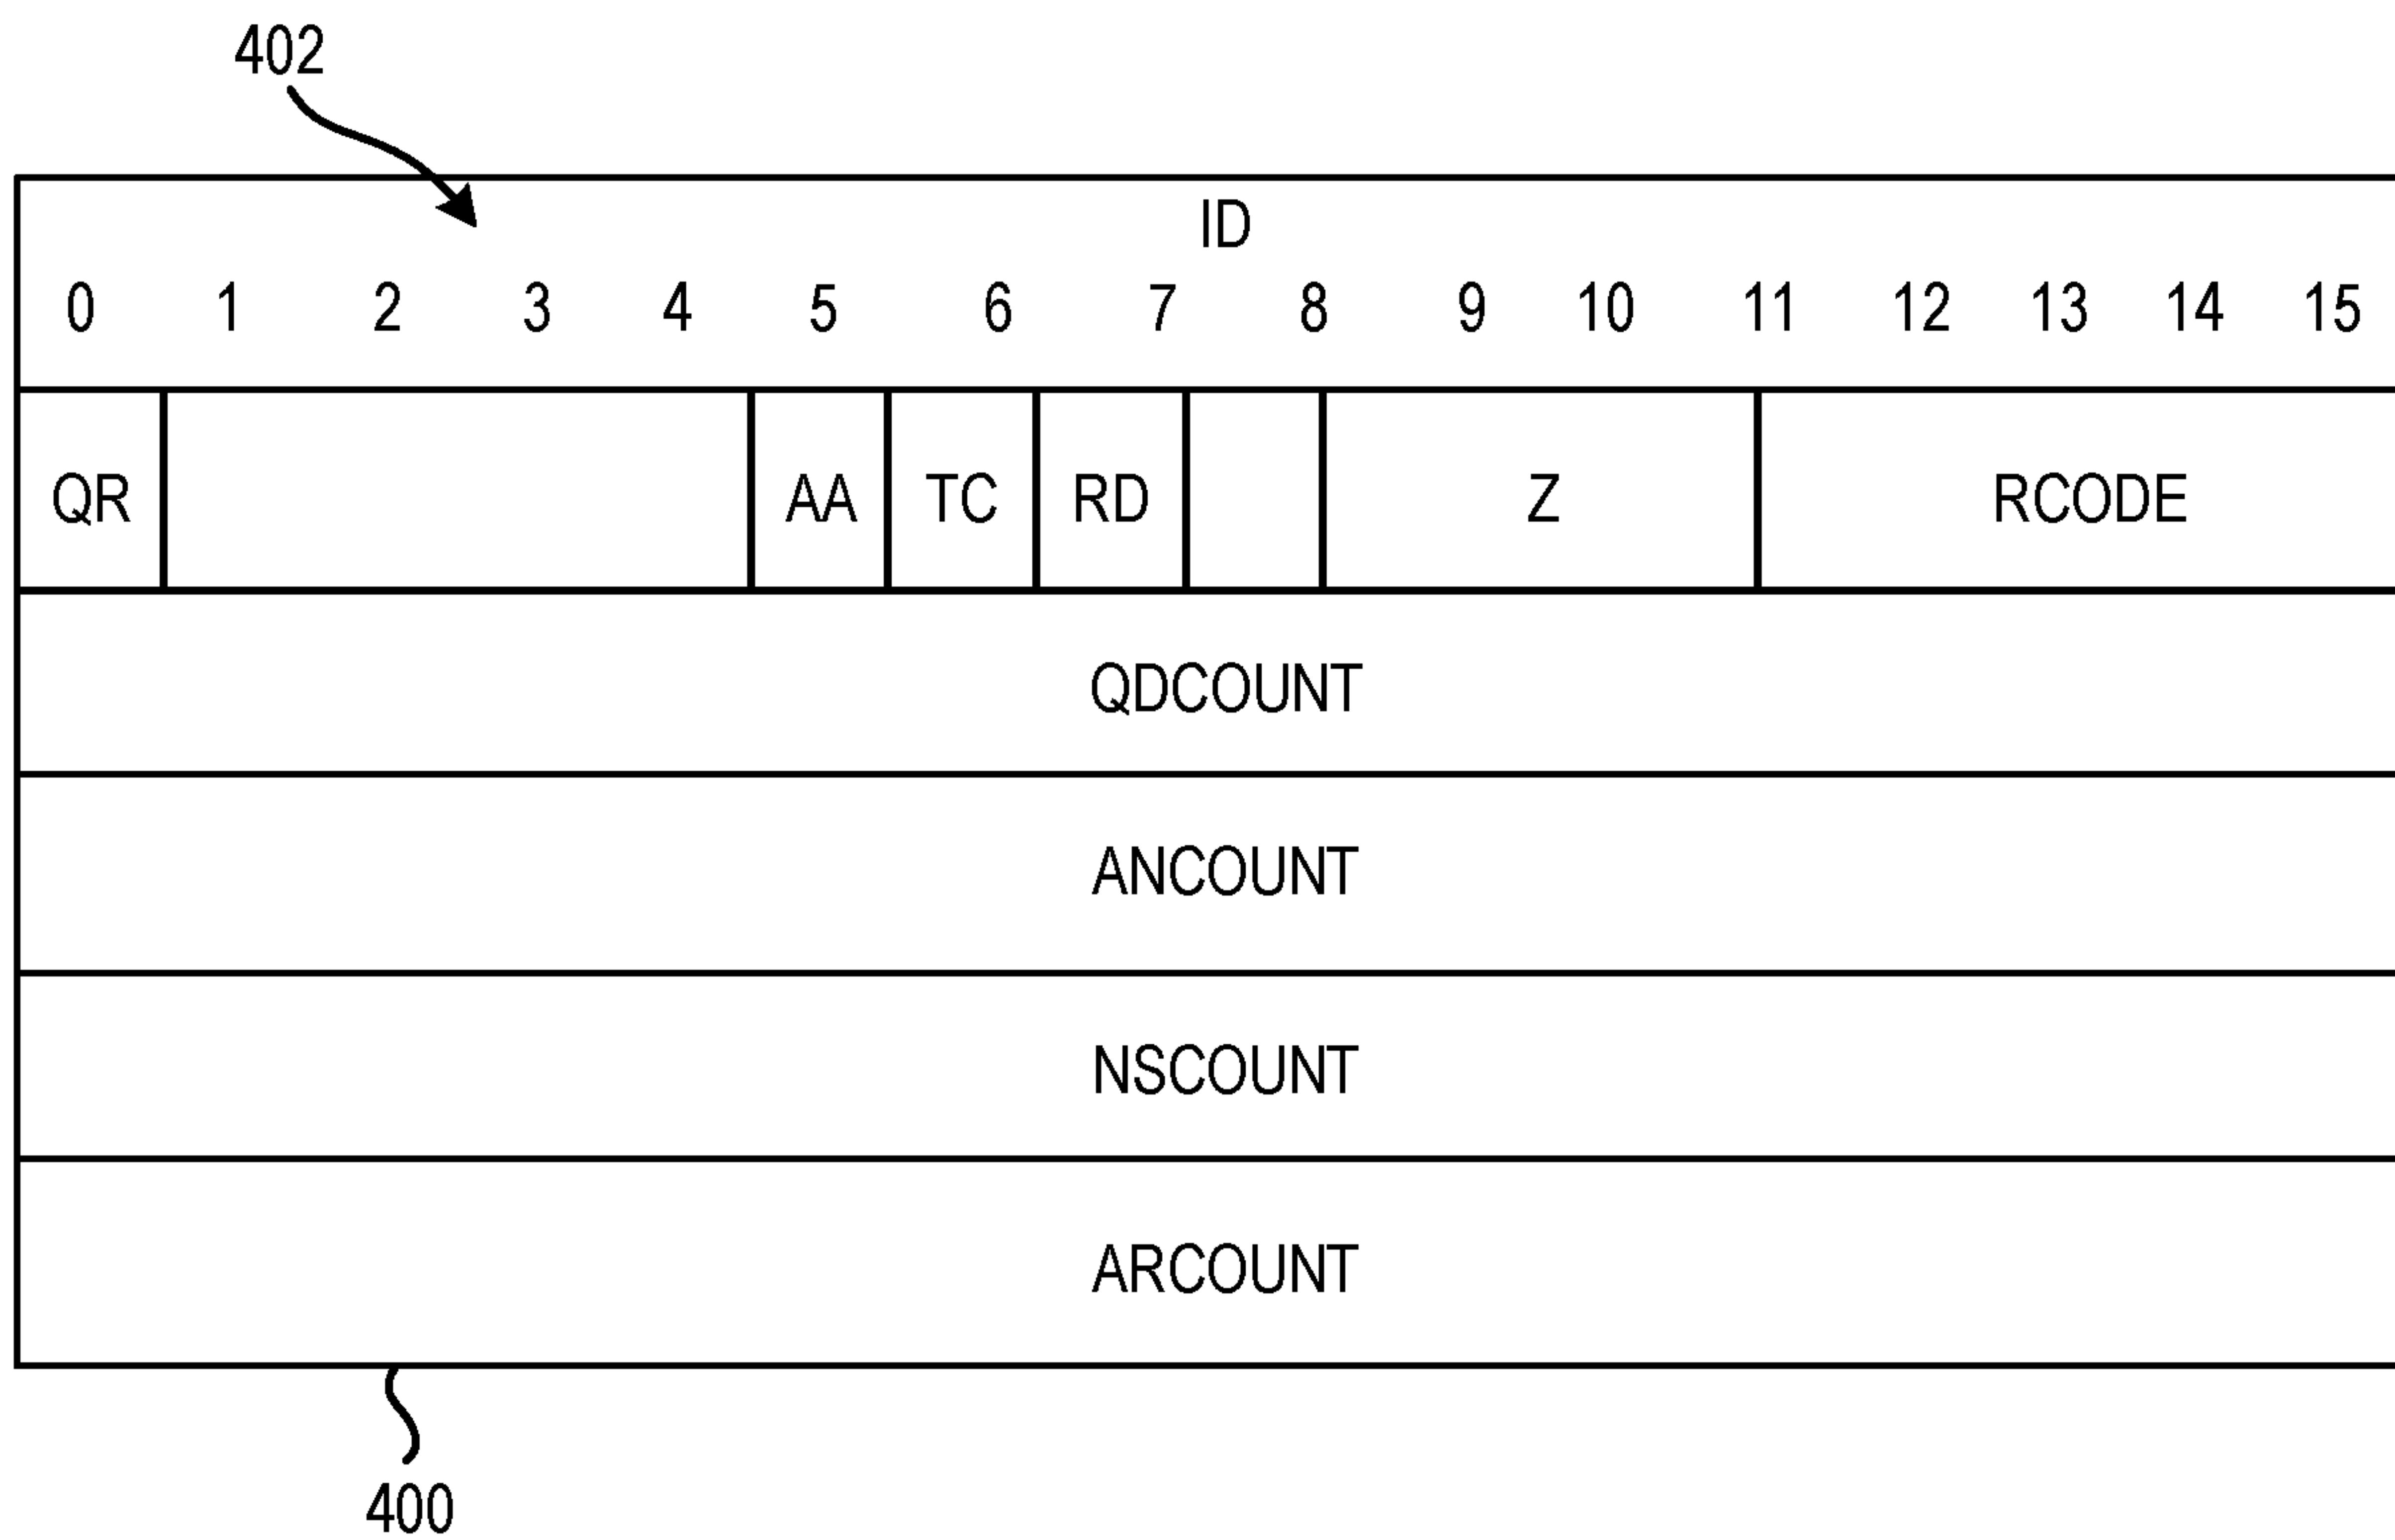 402
ID
0 1 2 3 4 5 6 7 8 9 10 11 12 13 14 15
QR AA TC RD Z RCODE
QDCOUNT
ANCOUNT
NSCOUNT
ARCOUNT
400